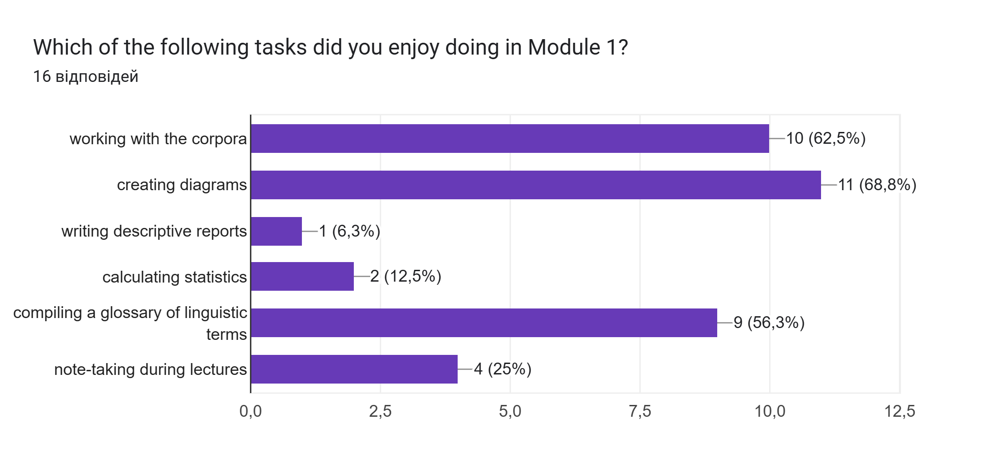 Which of the following tasks did you enjoy doing in Module 1?
16 відповідей
working with the corpora
10 (62,5%)
creating diagrams
11 (68,8%)
writing descriptive reports
1 (6,3%)
calculating statistics
2 (12,5%)
compiling a glossary of linguistic
terms
9 (56,3%)
note-taking during lectures
4 (25%)
0,0 2,5 5,0 7,5 10,0 12,5